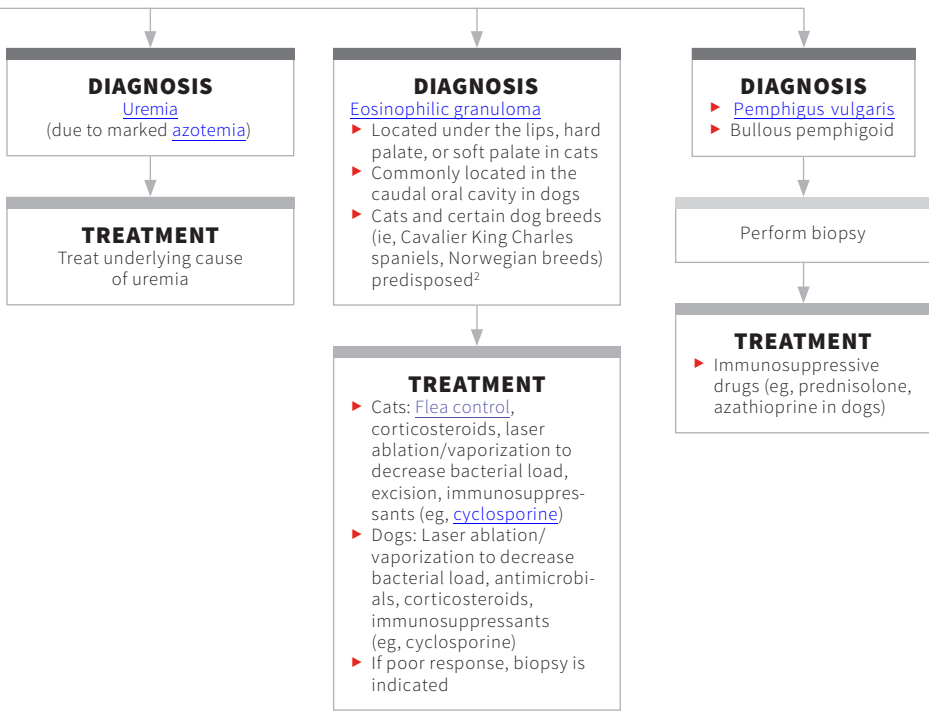 DIAGNOSIS
Uremia
(due to marked azotemia)
TREATMENT
Treat underlying cause
of uremia
DIAGNOSIS
Eosinophilic granuloma
► Located under the lips, hard
palate, or soft palate in cats
► Commonly located in the
caudal oral cavity in dogs
► Cats and certain dog breeds
(ie, Cavalier King Charles
spaniels, Norwegian breeds)
predisposed²
TREATMENT
► Cats: Flea control,
corticosteroids, laser
ablation/vaporization to
decrease bacterial load,
excision, immunosuppres-
sants (eg, cyclosporine)
► Dogs: Laser ablation/
vaporization to decrease
bacterial load, antimicrobi-
als, corticosteroids,
immunosuppressants
(eg, cyclosporine)
► If poor response, biopsy is
indicated
DIAGNOSIS
► Pemphigus vulgaris
► Bullous pemphigoid
Perform biopsy
TREATMENT
► Immunosuppressive
drugs (eg, prednisolone,
azathioprine in dogs)